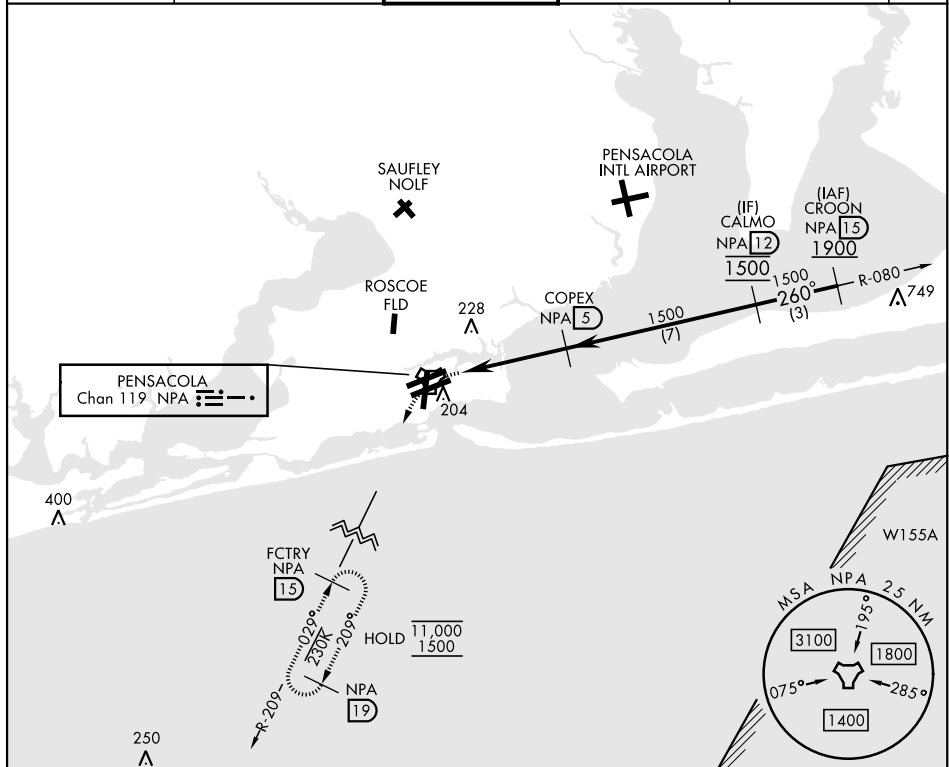 SAUFLEY
NOLF
PENSACOLA
INTL AIRPORT
(IF)
CALMO
NPA 12
1500
(IAF)
CROON
NPA 15
1900
ROSCOE
FLD
228
COPEX
NPA 5
1500
(7)
1500
260°
(3)
R-080
749
PENSACOLA
Chan 119 NPA
204
400
W155A
FCTRY
NPA
15
029°
230K
209°
HOLD 11,000
1500
NPA
19
R-209
250
MSA NPA 25 NM
195°
3100
1800
075°
285°
1400